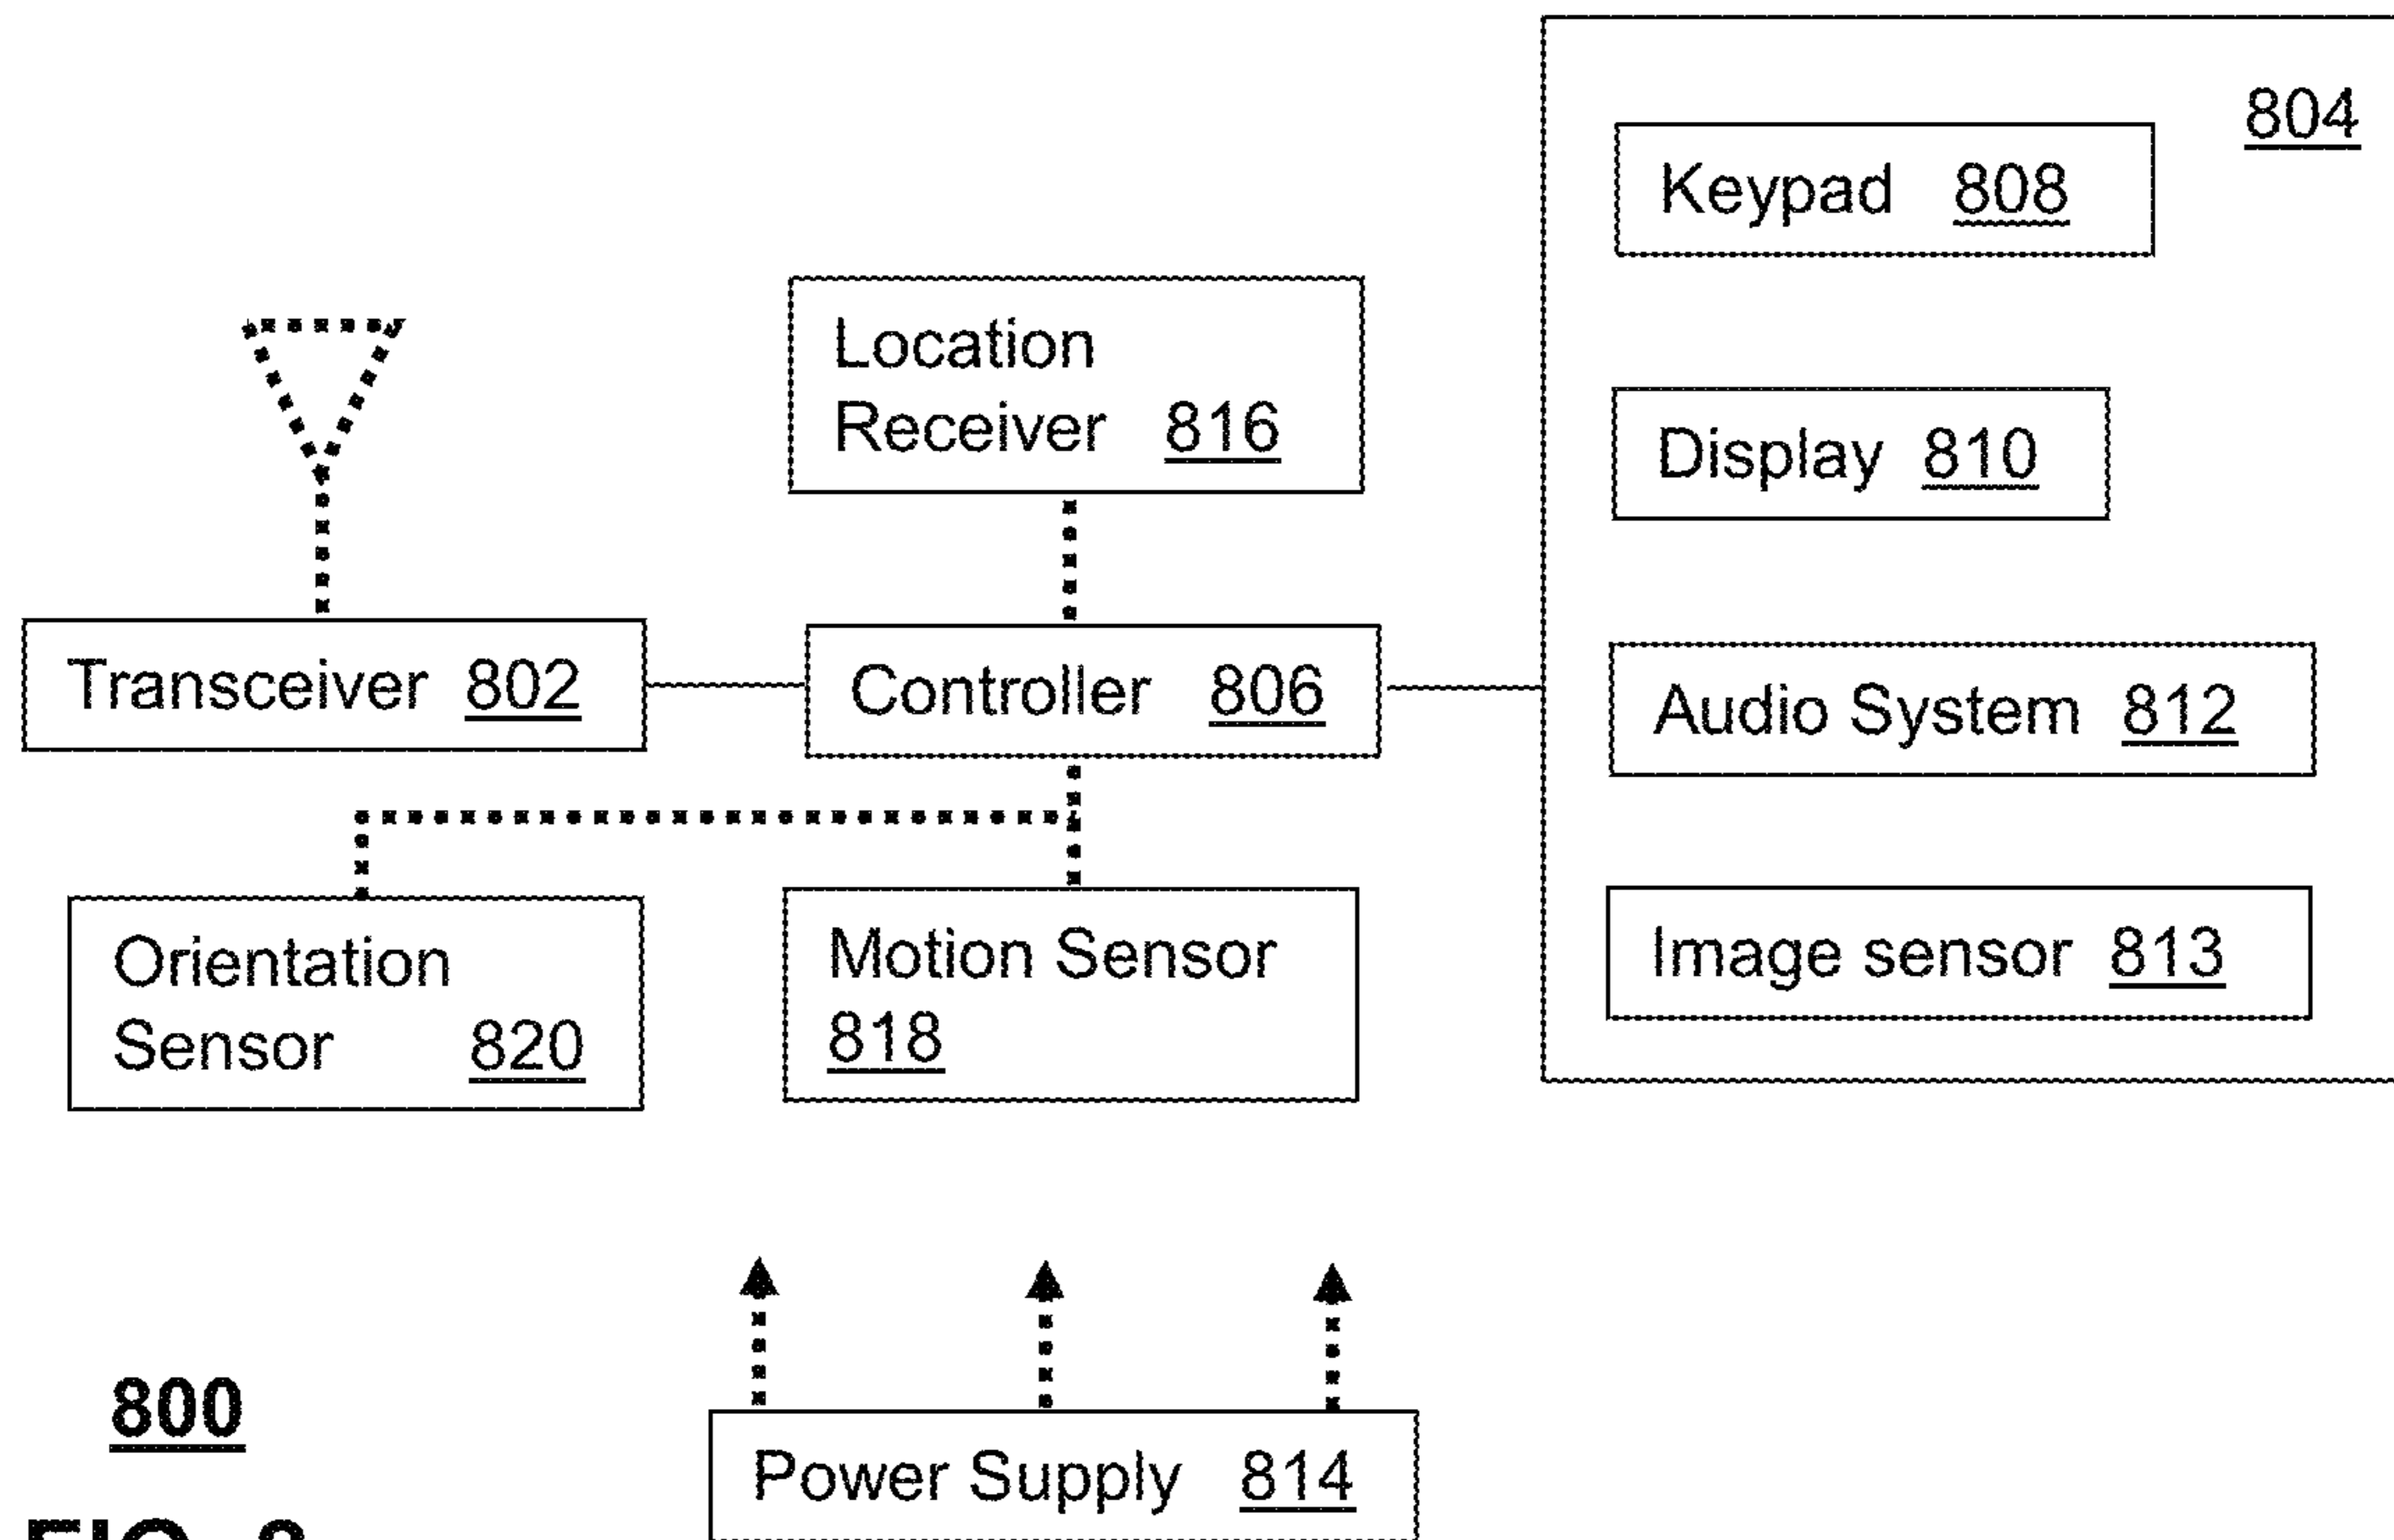 804
Keypad 808
Location
Receiver 816
Display 810
Transceiver 802
Controller 806
Audio System 812
Orientation
Sensor 820
Motion Sensor
818
Image sensor 813
800
Power Supply 814